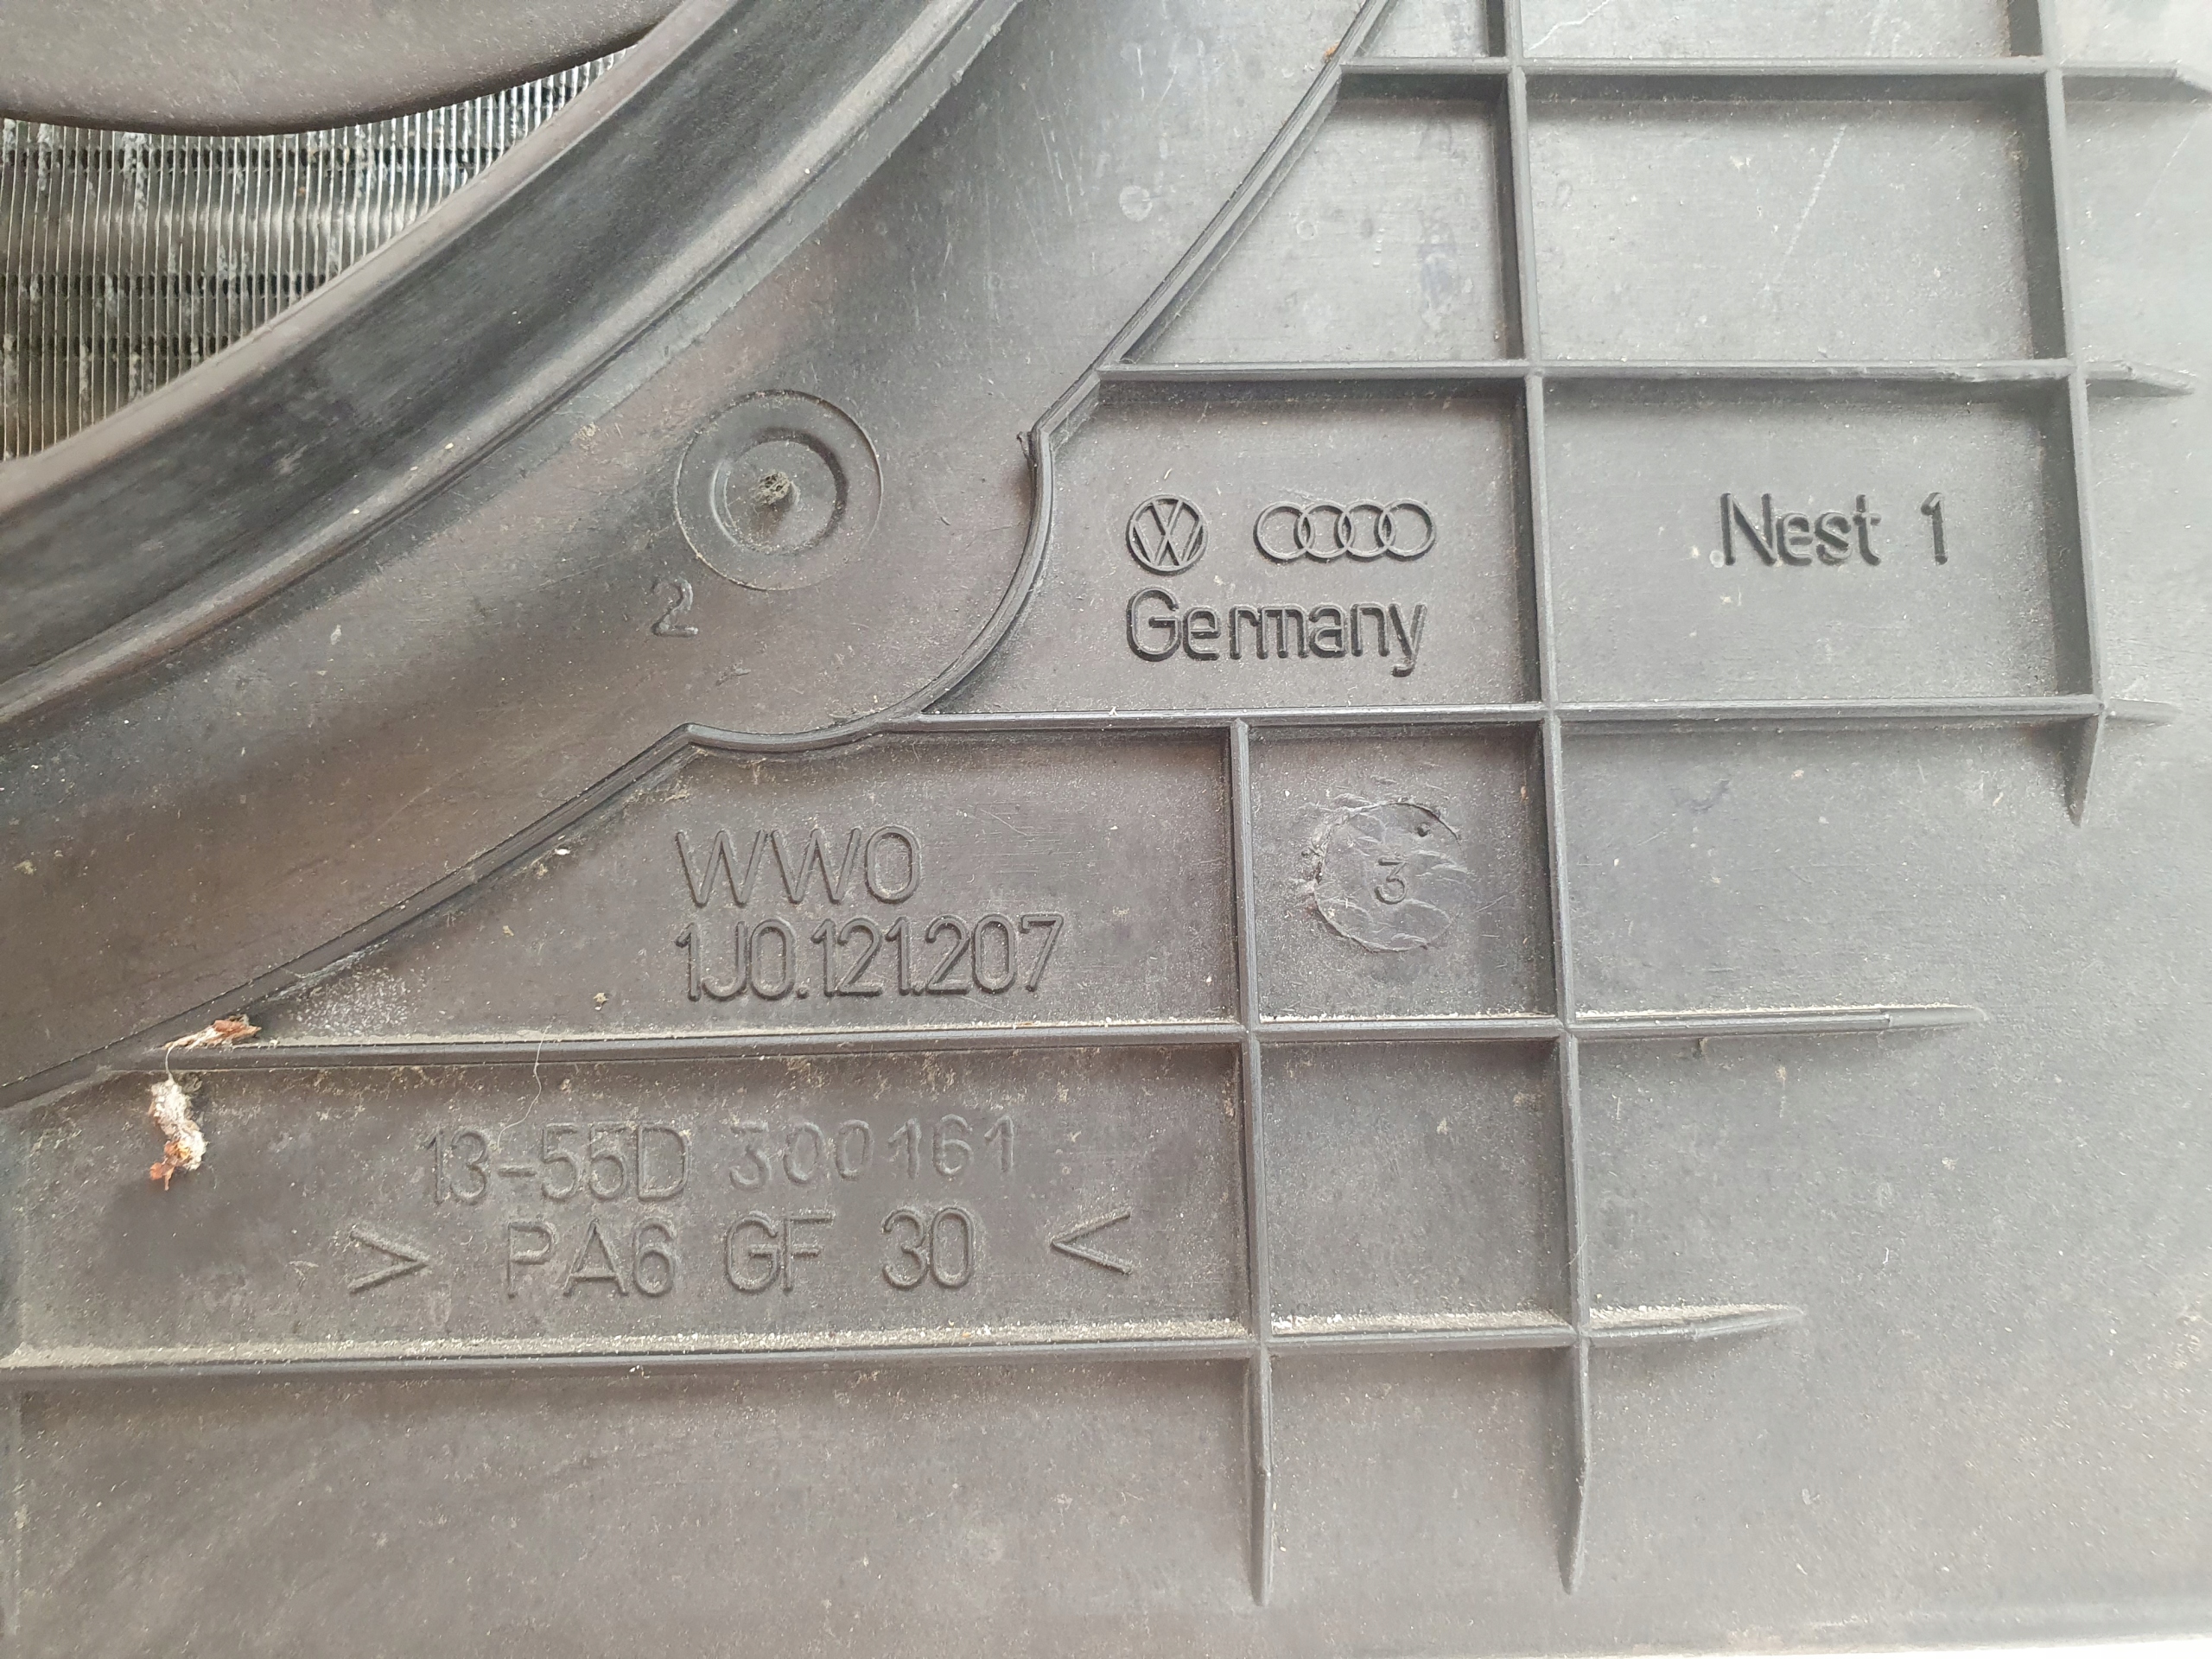 Germany
Nest 1
2
WWO
1J0.121.207
3
13-55D 300161
> PA6 GF 30 <